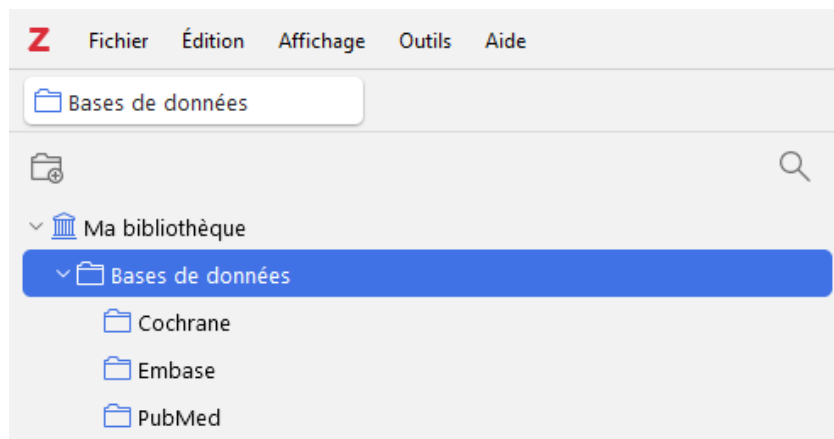 Z Fichier Édition Affichage Outils Aide
Bases de données
Ma bibliothèque
Bases de données
Cochrane
Embase
PubMed